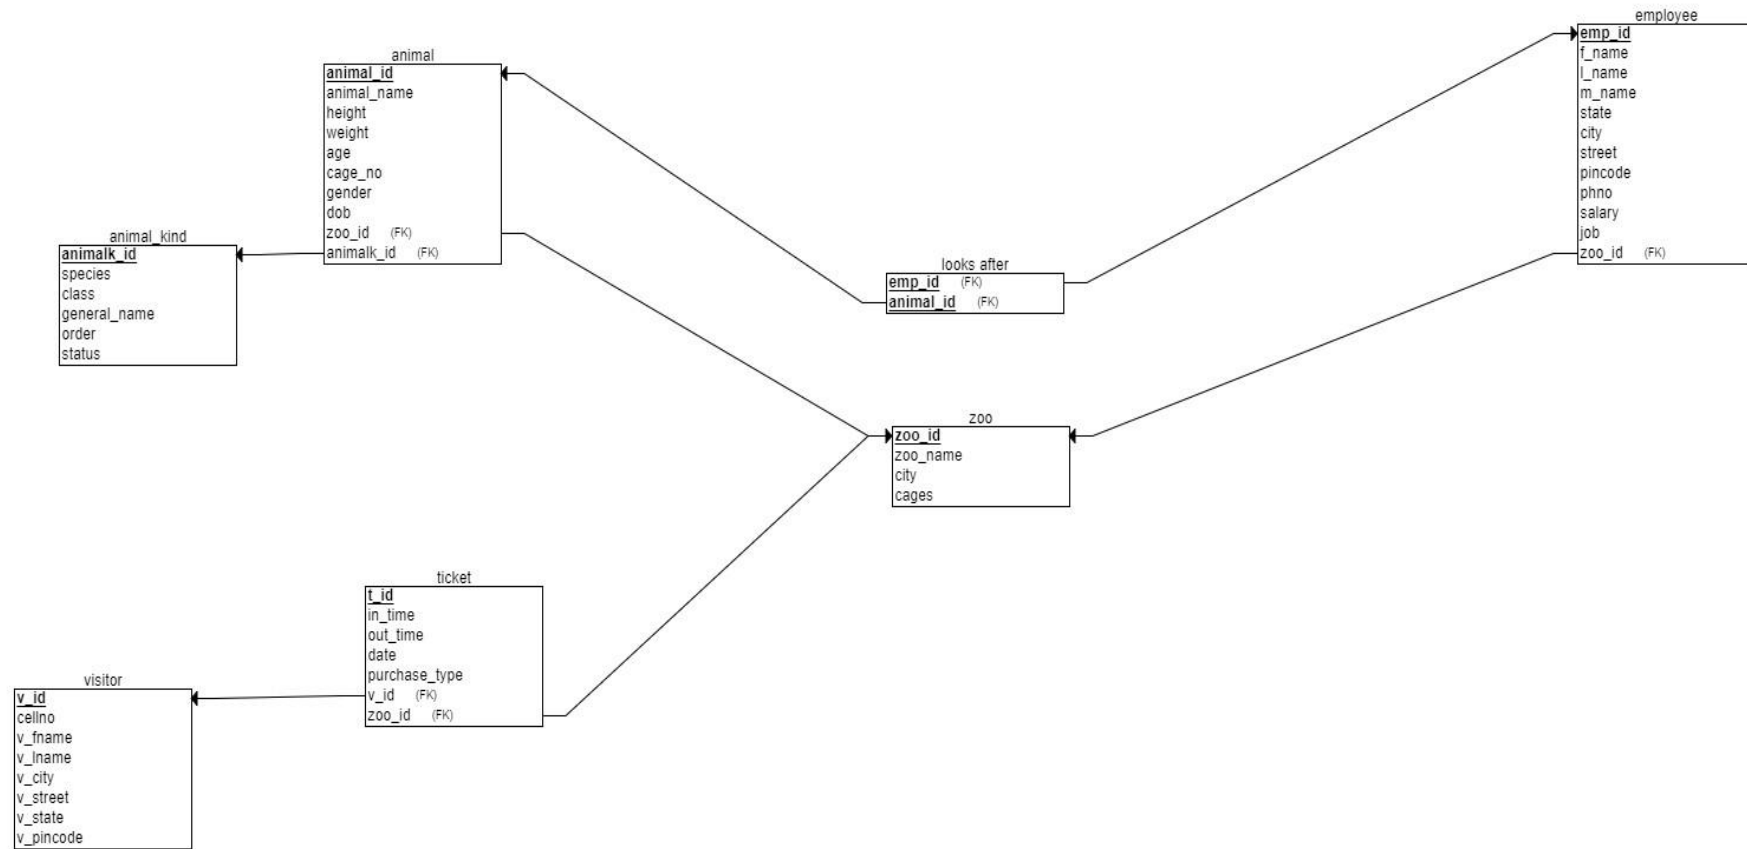 employee
emp_id
f_name
l_name
m_name
state
city
street
pincode
phno
salary
job
zoo_id (FK)
animal
animal_id
animal_name
height
weight
age
cage_no
gender
dob
zoo_id (FK)
animalk_id (FK)
animal_kind
animalk_id
species
class
general_name
order
status
looks after
emp_id (FK)
animal_id (FK)
zoo
zoo_id
zoo_name
city
cages
ticket
t_id
in_time
out_time
date
purchase_type
v_id (FK)
zoo_id (FK)
visitor
v_id
cellno
v_fname
v_lname
v_city
v_street
v_state
v_pincode